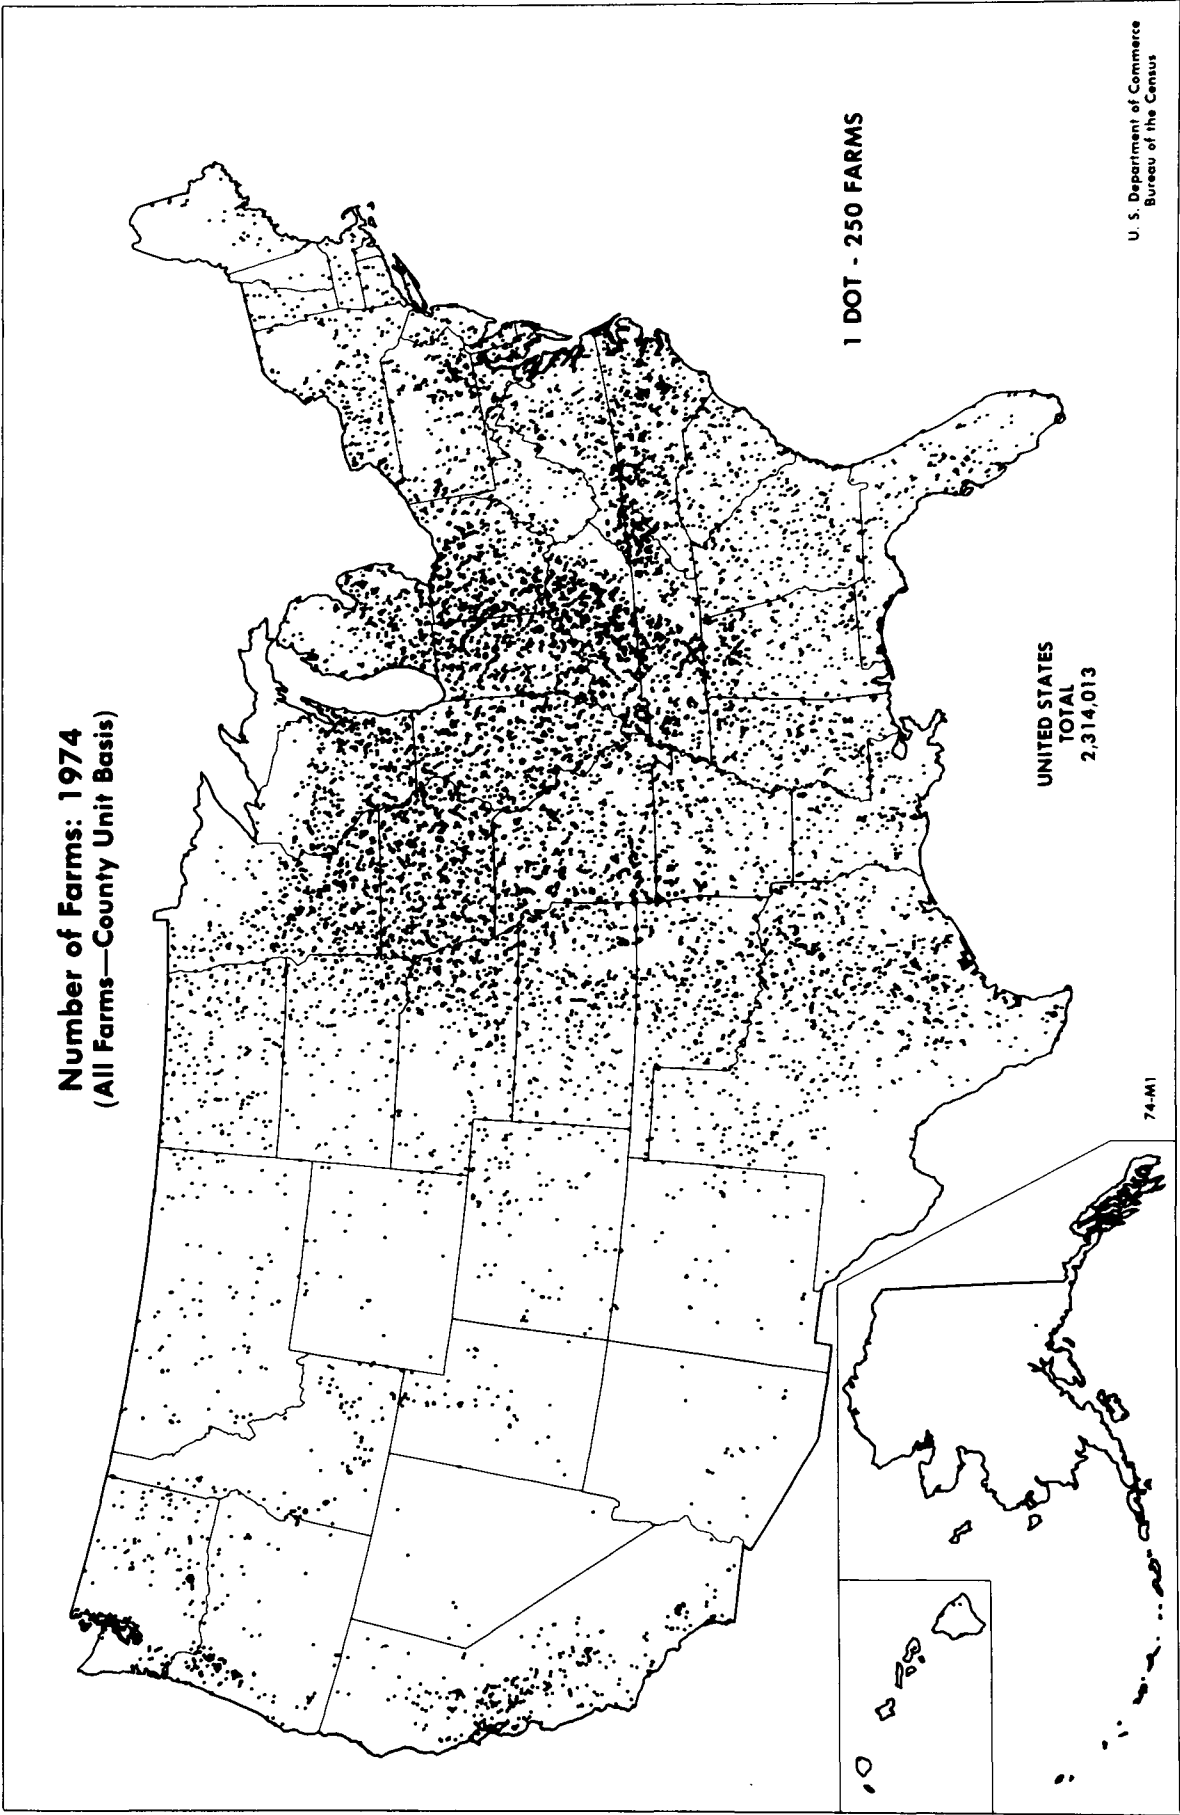 Number of Farms: 1974
(All Farms—County Unit Basis)
1 DOT - 250 FARMS
UNITED STATES
TOTAL
2,314,013
74-M1
U. S. Department of Commerce
Bureau of the Census